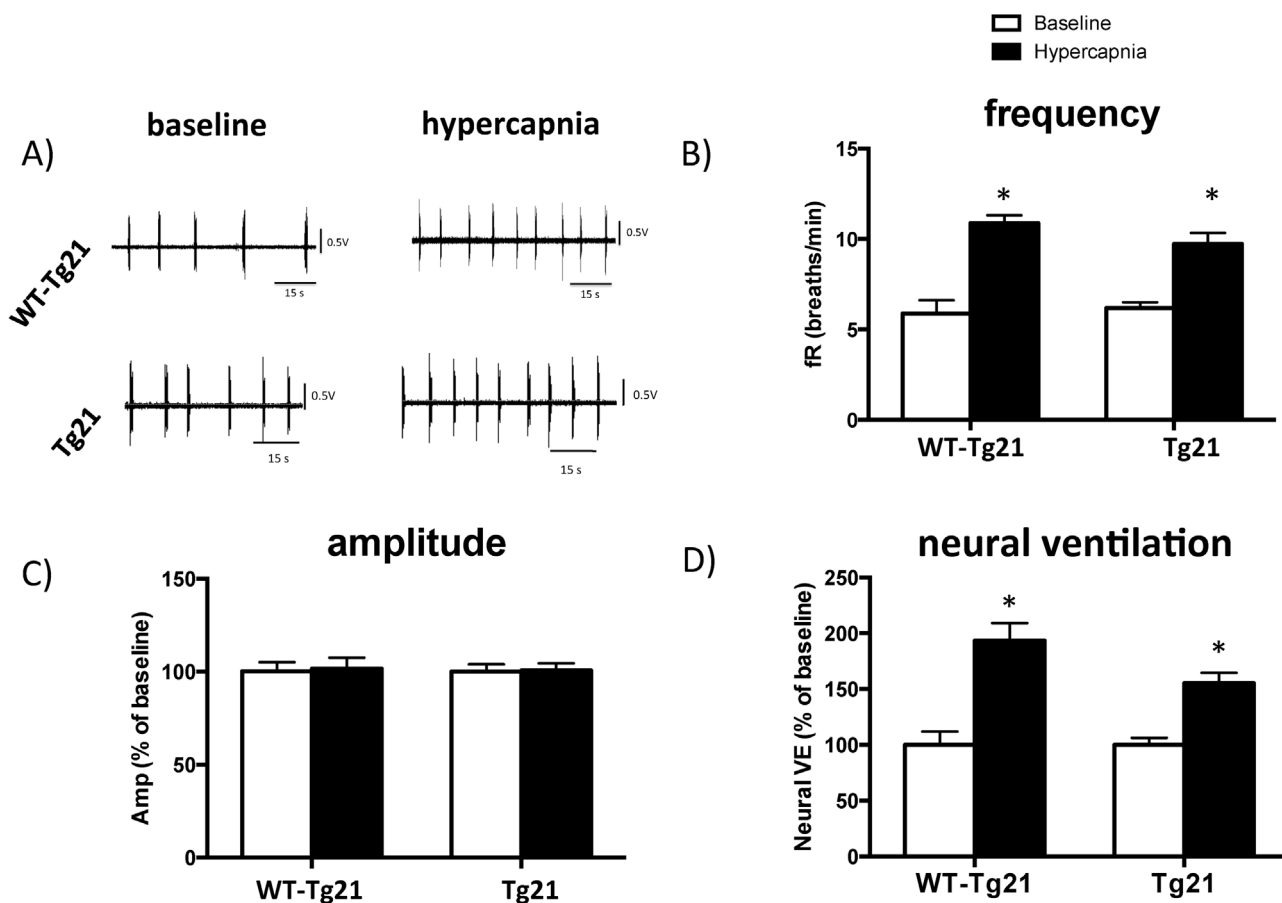 Baseline
Hypercapnia
A)
baseline
hypercapnia
WT-Tg21
0.5V
15 s
0.5V
15 s
Tg21
0.5V
15 s
0.5V
15 s
B)
frequency
fR (breaths/min)
15
10
5
0
*
*
WT-Tg21
Tg21
C)
amplitude
Amp (% of baseline)
150
100
50
0
WT-Tg21
Tg21
D)
neural ventilation
Neural VE (% of baseline)
250
200
150
100
50
0
*
*
WT-Tg21
Tg21